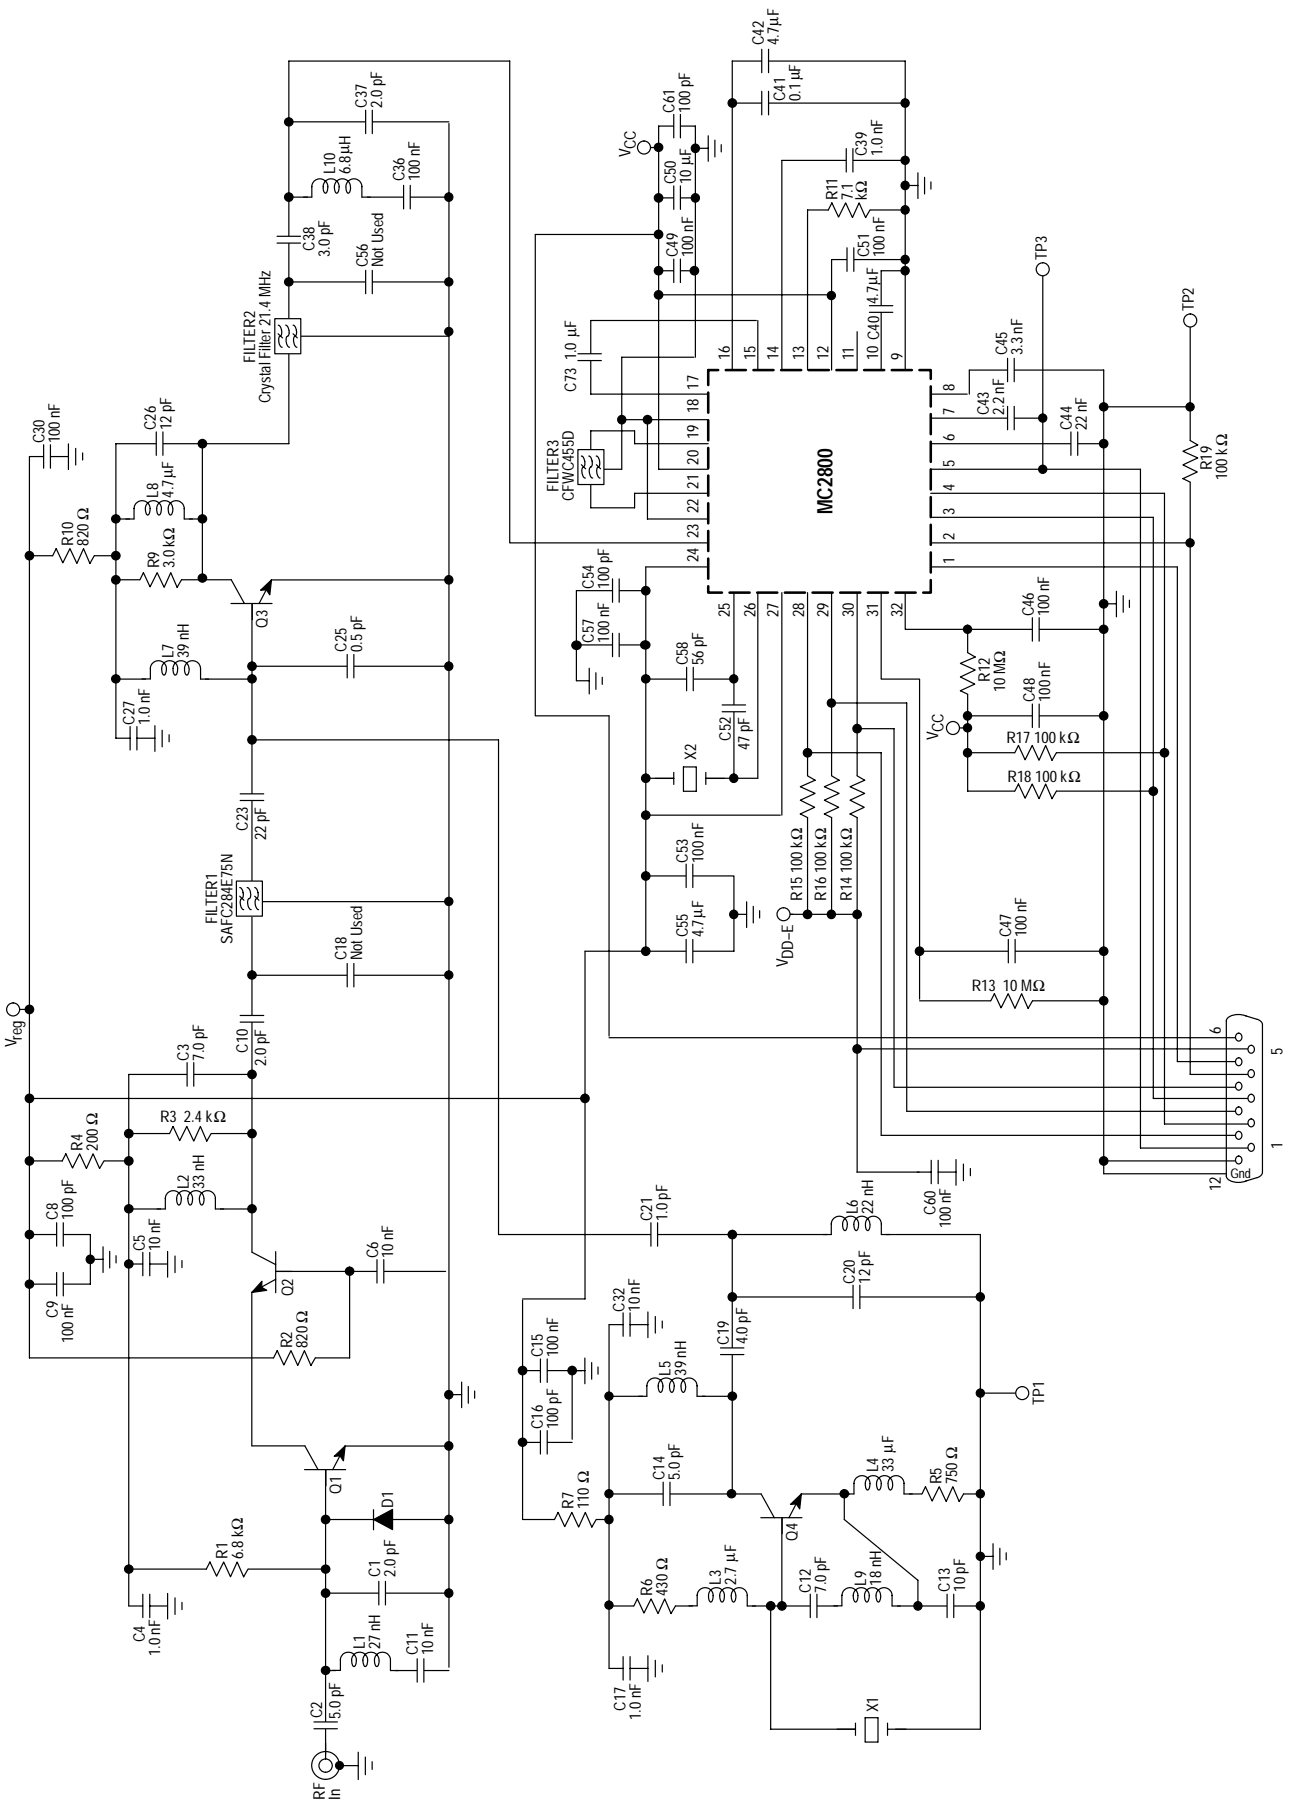 Vreg
C30
100 nF
R10
820 Ω
C26
12 pF
L8
4.7 µF
R9
3.0 kΩ
L7
39 nH
C27
1.0 nF
Q3
C25
0.5 pF
FILTER2
Crystal Filter 21.4 MHz
C38
3.0 pF
C56
Not Used
L10
6.8 µH
C36
100 nF
C37
2.0 pF
C23
22 pF
FILTER1
SAFC284E75N
C18
Not Used
C10
2.0 pF
C3
7.0 pF
R3 2.4 kΩ
R4
200 Ω
L2
33 nH
C8
100 pF
C5
10 nF
C9
100 nF
Q2
C6
10 nF
R2
820 Ω
Q1
D1
R1
6.8 kΩ
C1
2.0 pF
C4
1.0 nF
L1
27 nH
C11
10 nF
C2
5.0 pF
RF
In
C42
4.7 µF
C41
0.1 µF
C39
1.0 nF
R11
7.1
kΩ
C51
100 nF
C40
4.7 µF
VCC
C61
100 pF
C50
10 µF
C49
100 nF
C73 1.0 µF
FILTER3
CFWC455D
MC2800
16
15
14
13
12
11
10
9
17
18
19
20
21
22
23
24
8
7
6
5
4
3
2
1
25
26
27
28
29
30
31
32
C45
3.3 nF
C43
2.2 nF
C44
22 nF
TP3
TP2
R19
100 kΩ
C54
100 pF
C57
100 nF
C58
56 pF
C52
47 pF
X2
C53
100 nF
C55
4.7 µF
R15 100 kΩ
R16 100 kΩ
R14 100 kΩ
VDD–E
C46
100 nF
R12
10 MΩ
C48
100 nF
VCC
R17 100 kΩ
R18 100 kΩ
C47
100 nF
R13 10 MΩ
6
5
1
12
Gnd
C60
100 nF
C21
1.0 pF
L6
22 nH
C20
12 pF
C19
4.0 pF
C32
10 nF
L5
39 nH
C15
100 nF
C16
100 pF
R7
110 Ω
C14
5.0 pF
Q4
L4
33 µF
R5
750 Ω
TP1
R6
430 Ω
L3
2.7 µF
C12
7.0 pF
L9
18 nH
C13
10 pF
C17
1.0 nF
X1